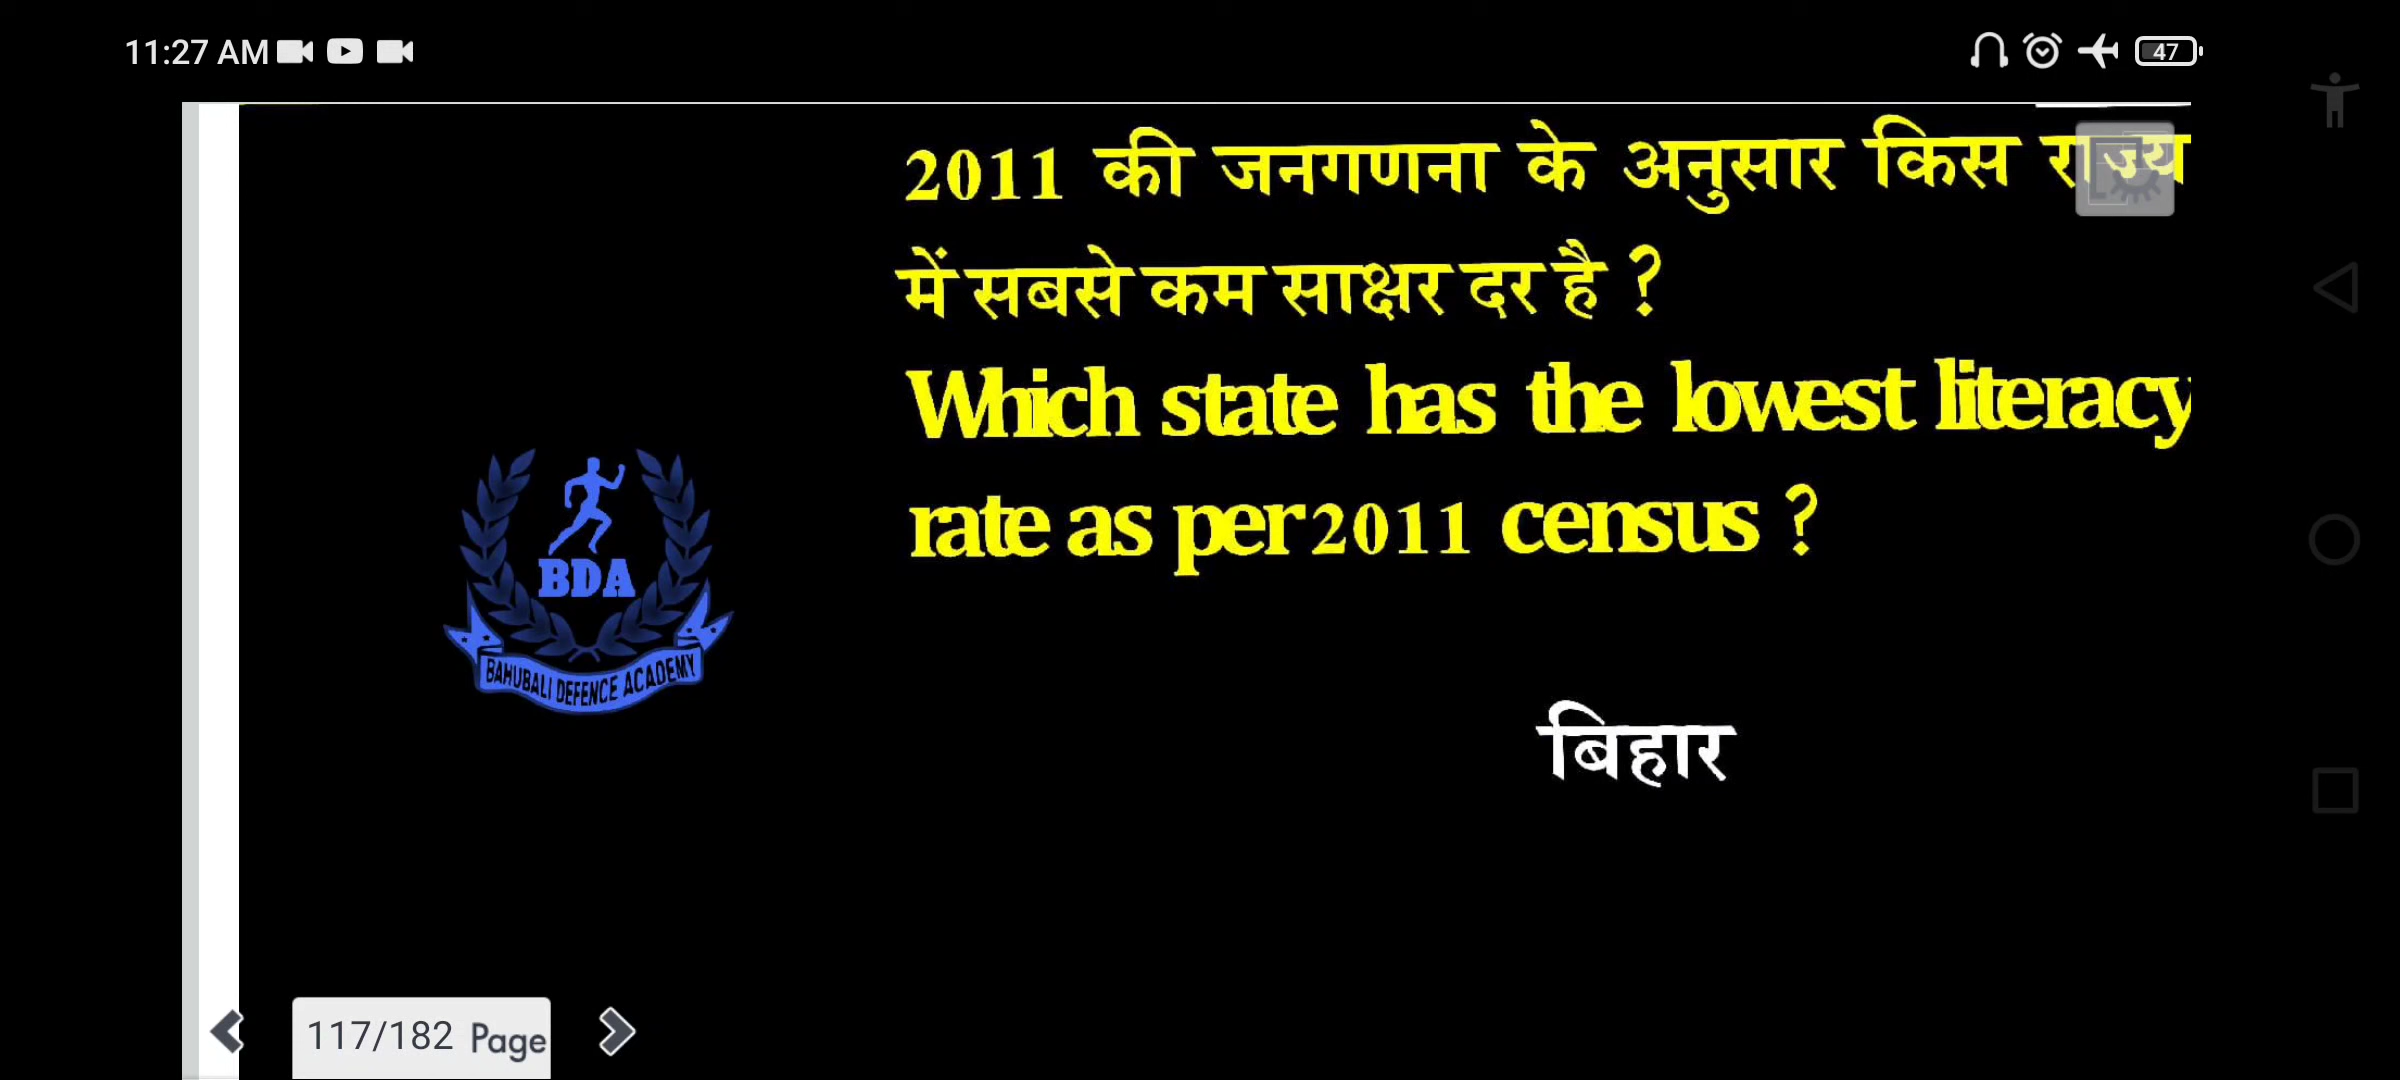 11:27 AM
47
2011 की जनगणना के अनुसार किस राज्य
में सबसे कम साक्षर दर है ?
Which state has the lowest literacy
rate as per 2011 census ?
BDA
BAHUBALI DEFENCE ACADEMY
बिहार
117/182 Page